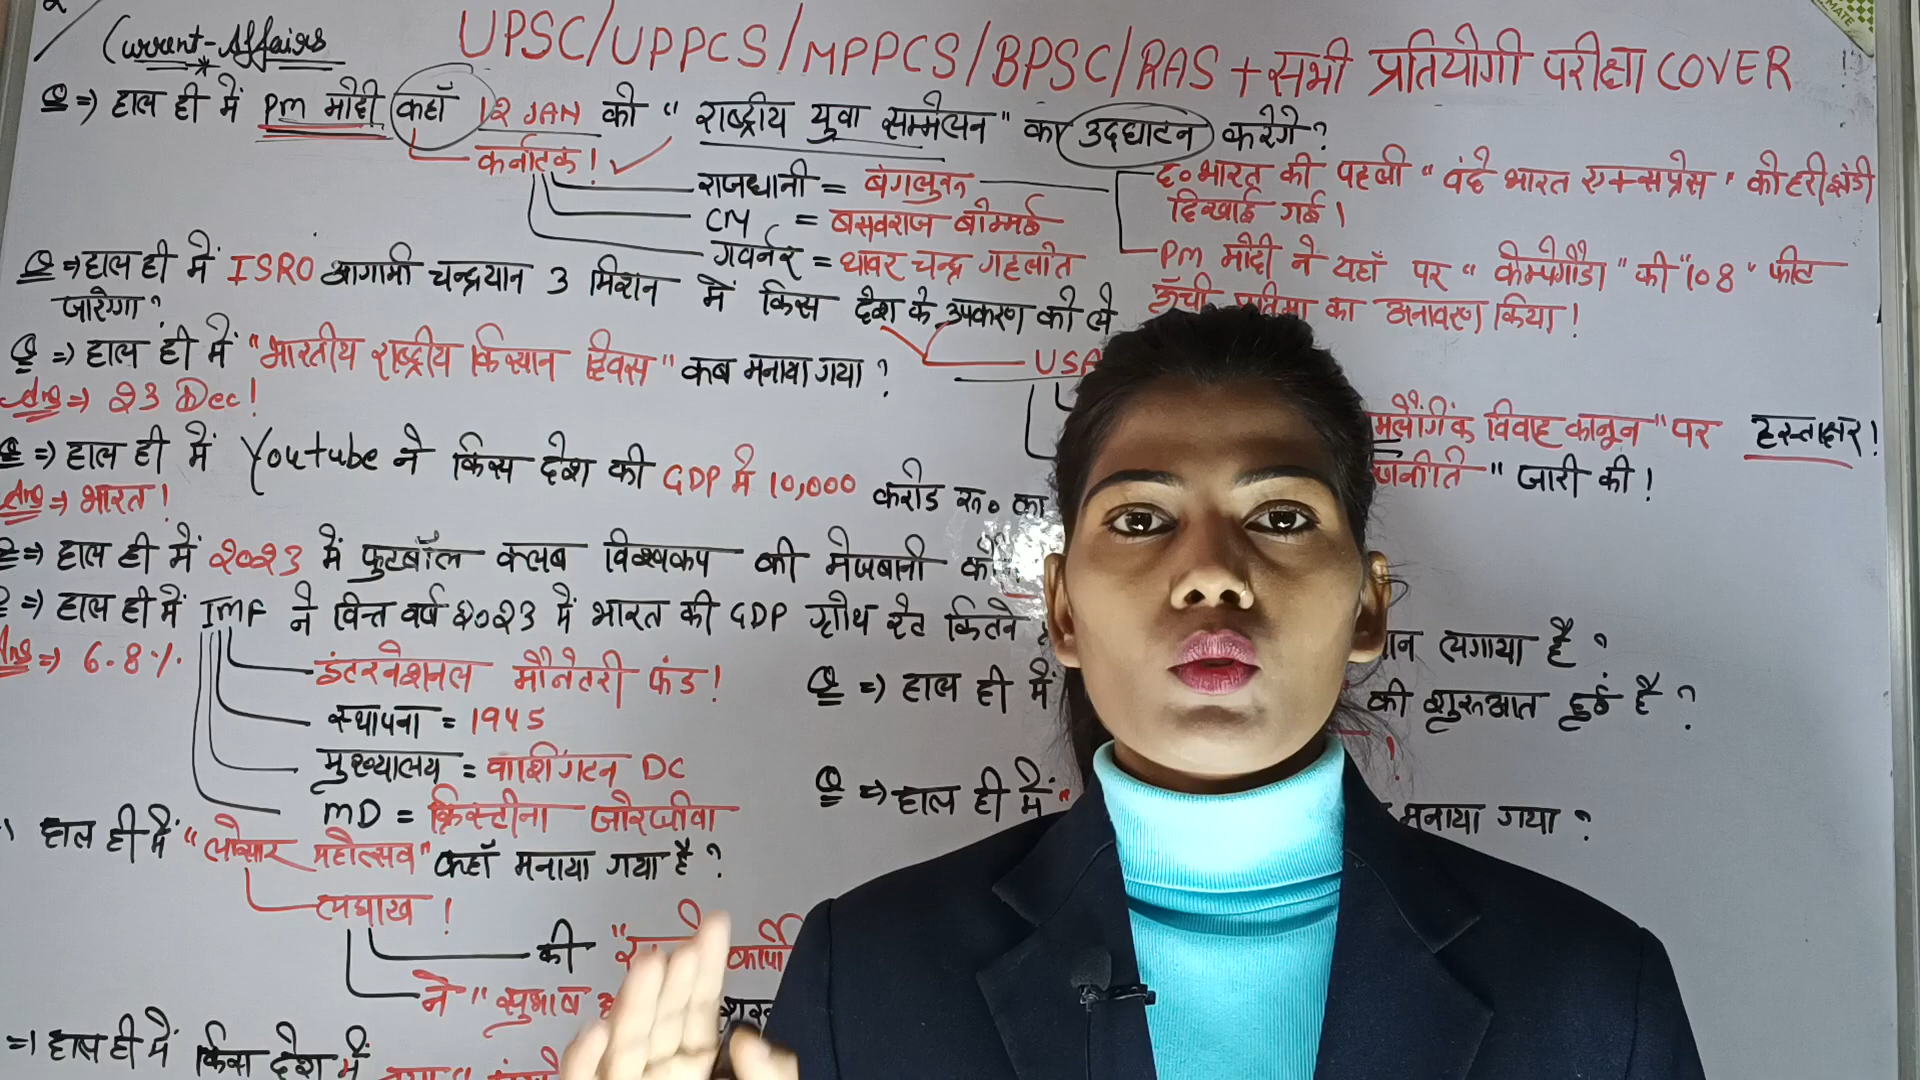 Current-Affairs
UPSC/UPPCS/MPPCS/BPSC/RAS + सभी प्रतियोगी परीक्षा COVER
Q ⇒ हाल ही में PM मोदी कहाँ 12 JAN को "राष्ट्रीय युवा सम्मेलन" का उद्घाटन करेंगे?
कर्नाटक! ✓
राजधानी = बेंगलुरु
CM = बसवराज बोम्मई
गवर्नर = थावर चन्द्र गहलोत
द० भारत की पहली "वंदे भारत एक्सप्रेस" को हरी झंडी
दिखाई गई।
PM मोदी ने यहाँ पर "केम्पेगौडा" की "108" फीट
ऊँची का अनावरण किया!
Q ⇒ हाल ही में ISRO आगामी चन्द्रयान 3 मिशन में किस देश के उपकरण को ले
जाएगा?
USA
Q ⇒ हाल ही में "भारतीय राष्ट्रीय किसान दिवस" कब मनाया गया?
Ans ⇒ 23 Dec!
विवाह कानून" पर हस्ताक्षर!
" जारी की!
Q ⇒ हाल ही में Youtube ने किस देश की GDP में 10,000 करोड रू० का
Ans ⇒ भारत!
Q ⇒ हाल ही में 2023 में फुटबॉल क्लब विश्वकप की मेजबानी
Q ⇒ हाल ही में IMF ने वित्त वर्ष 2023 में भारत की GDP ग्रोथ रेट कितने
लगाया है?
Ans ⇒ 6.8%.
इंटरनेशनल मौनेटरी फंड!
स्थापना = 1945
मुख्यालय = वाशिंगटन DC
MD = क्रिस्टीना जॉरजीवा
Q ⇒ हाल ही में
की शुरुआत हुई है?
Q ⇒ हाल ही में "
मनाया गया?
हाल ही में "लोसार महोत्सव" कहाँ मनाया गया है?
लद्दाख!
की
ने "
⇒ हाल ही में किस देश में